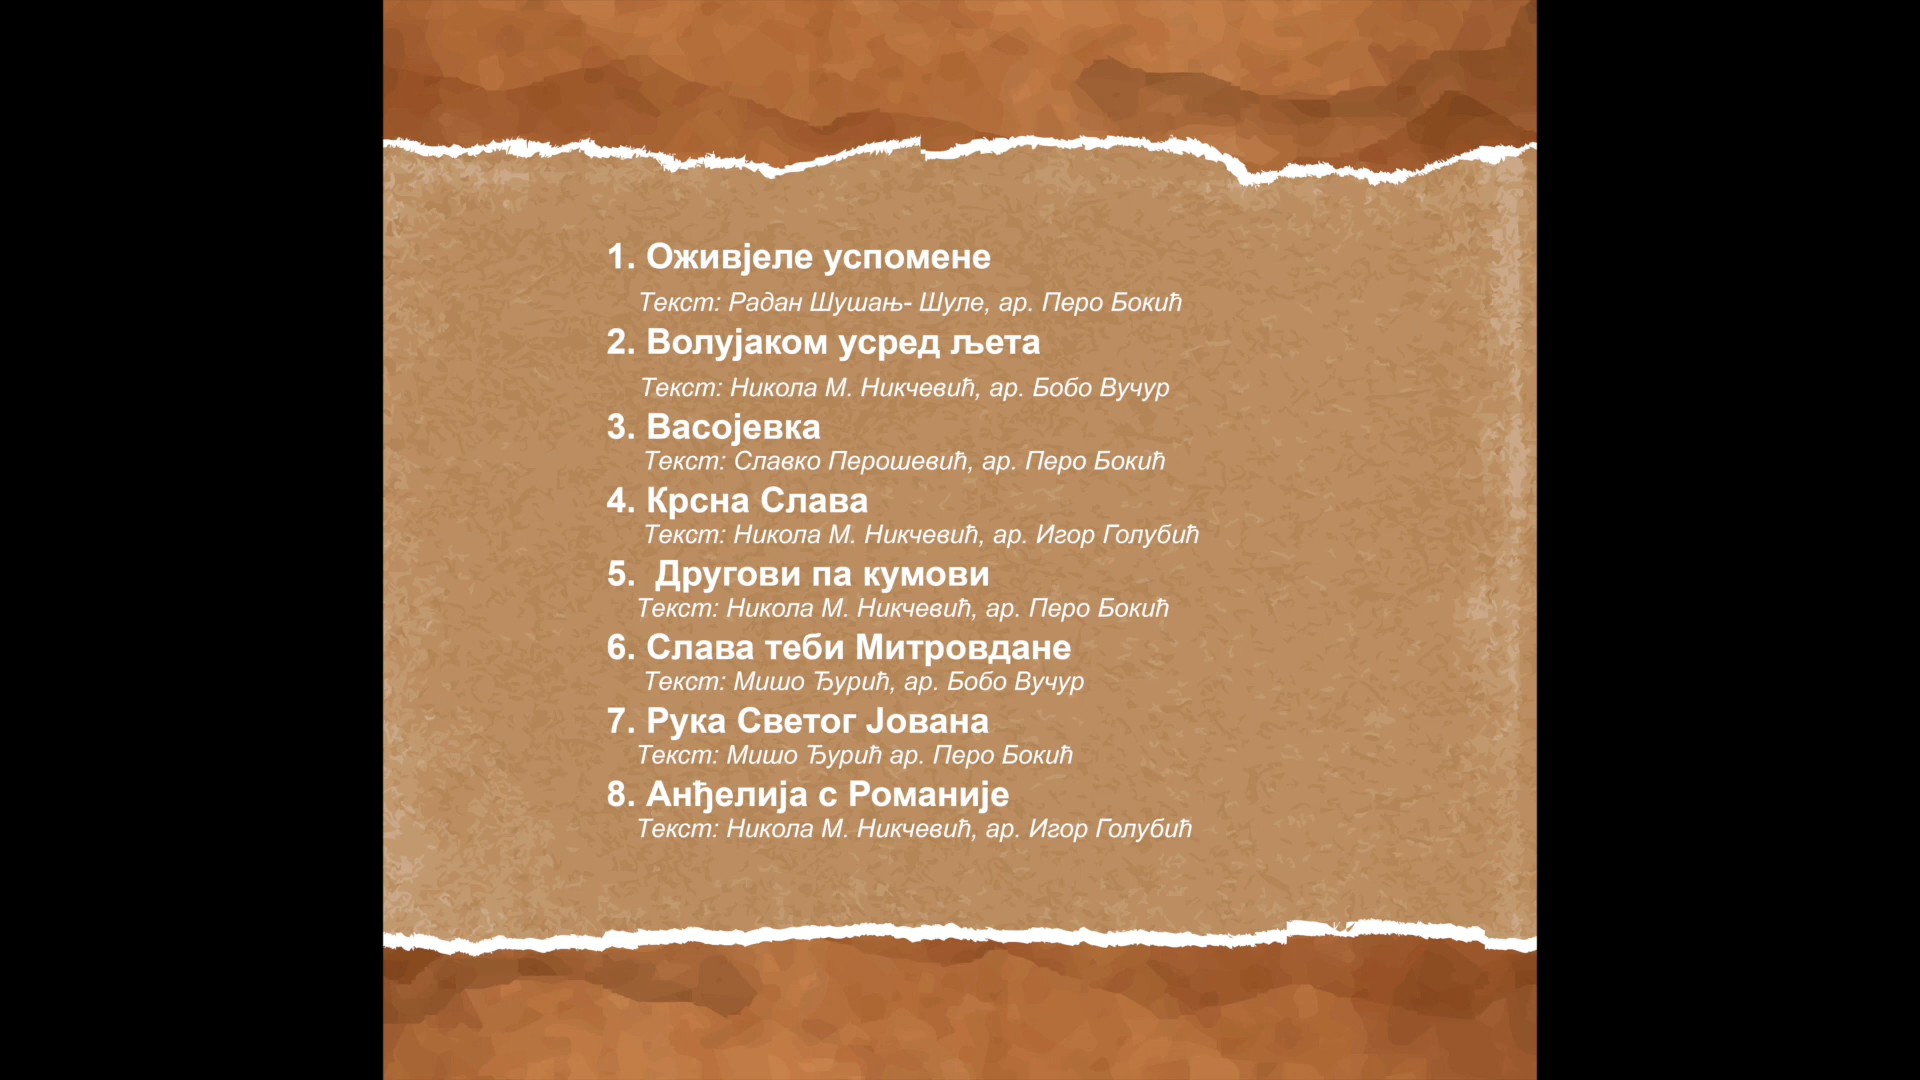 1. Оживјеле успомене
Текст: Радан Шушањ- Шуле, ар. Перо Бокић
2. Волујаком усред љета
Текст: Никола М. Никчевић, ар. Бобо Вучур
3. Васојевка
Текст: Славко Перошевић, ар. Перо Бокић
4. Крсна Слава
Текст: Никола М. Никчевић, ар. Игор Голубић
5. Другови па кумови
Текст: Никола М. Никчевић, ар. Перо Бокић
6. Слава теби Митровдане
Текст: Мишо Ђурић, ар. Бобо Вучур
7. Рука Светог Јована
Текст: Мишо Ђурић ар. Перо Бокић
8. Анђелија с Романије
Текст: Никола М. Никчевић, ар. Игор Голубић